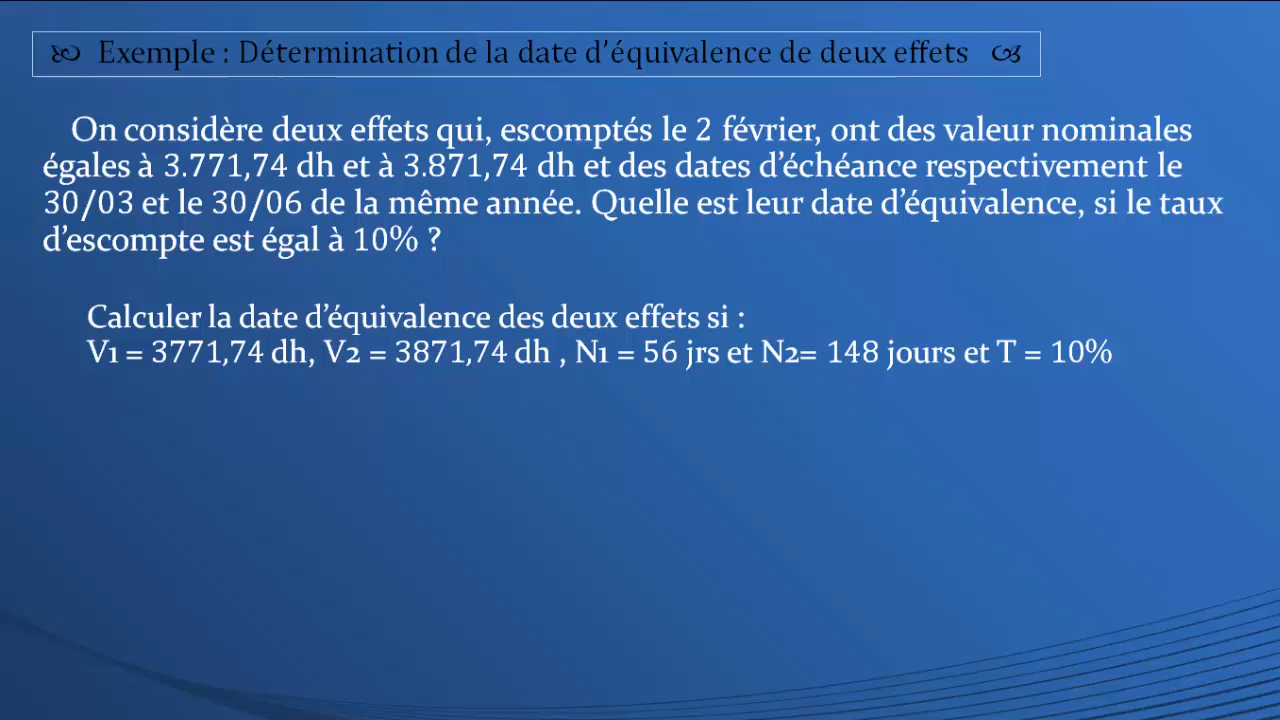 Exemple : Détermination de la date d'équivalence de deux effets
On considère deux effets qui, escomptés le 2 février, ont des valeur nominales
égales à 3.771,74 dh et à 3.871,74 dh et des dates d'échéance respectivement le
30/03 et le 30/06 de la même année. Quelle est leur date d'équivalence, si le taux
d'escompte est égal à 10% ?
Calculer la date d'équivalence des deux effets si :
V1 = 3771,74 dh, V2 = 3871,74 dh , N1 = 56 jrs et N2= 148 jours et T = 10%